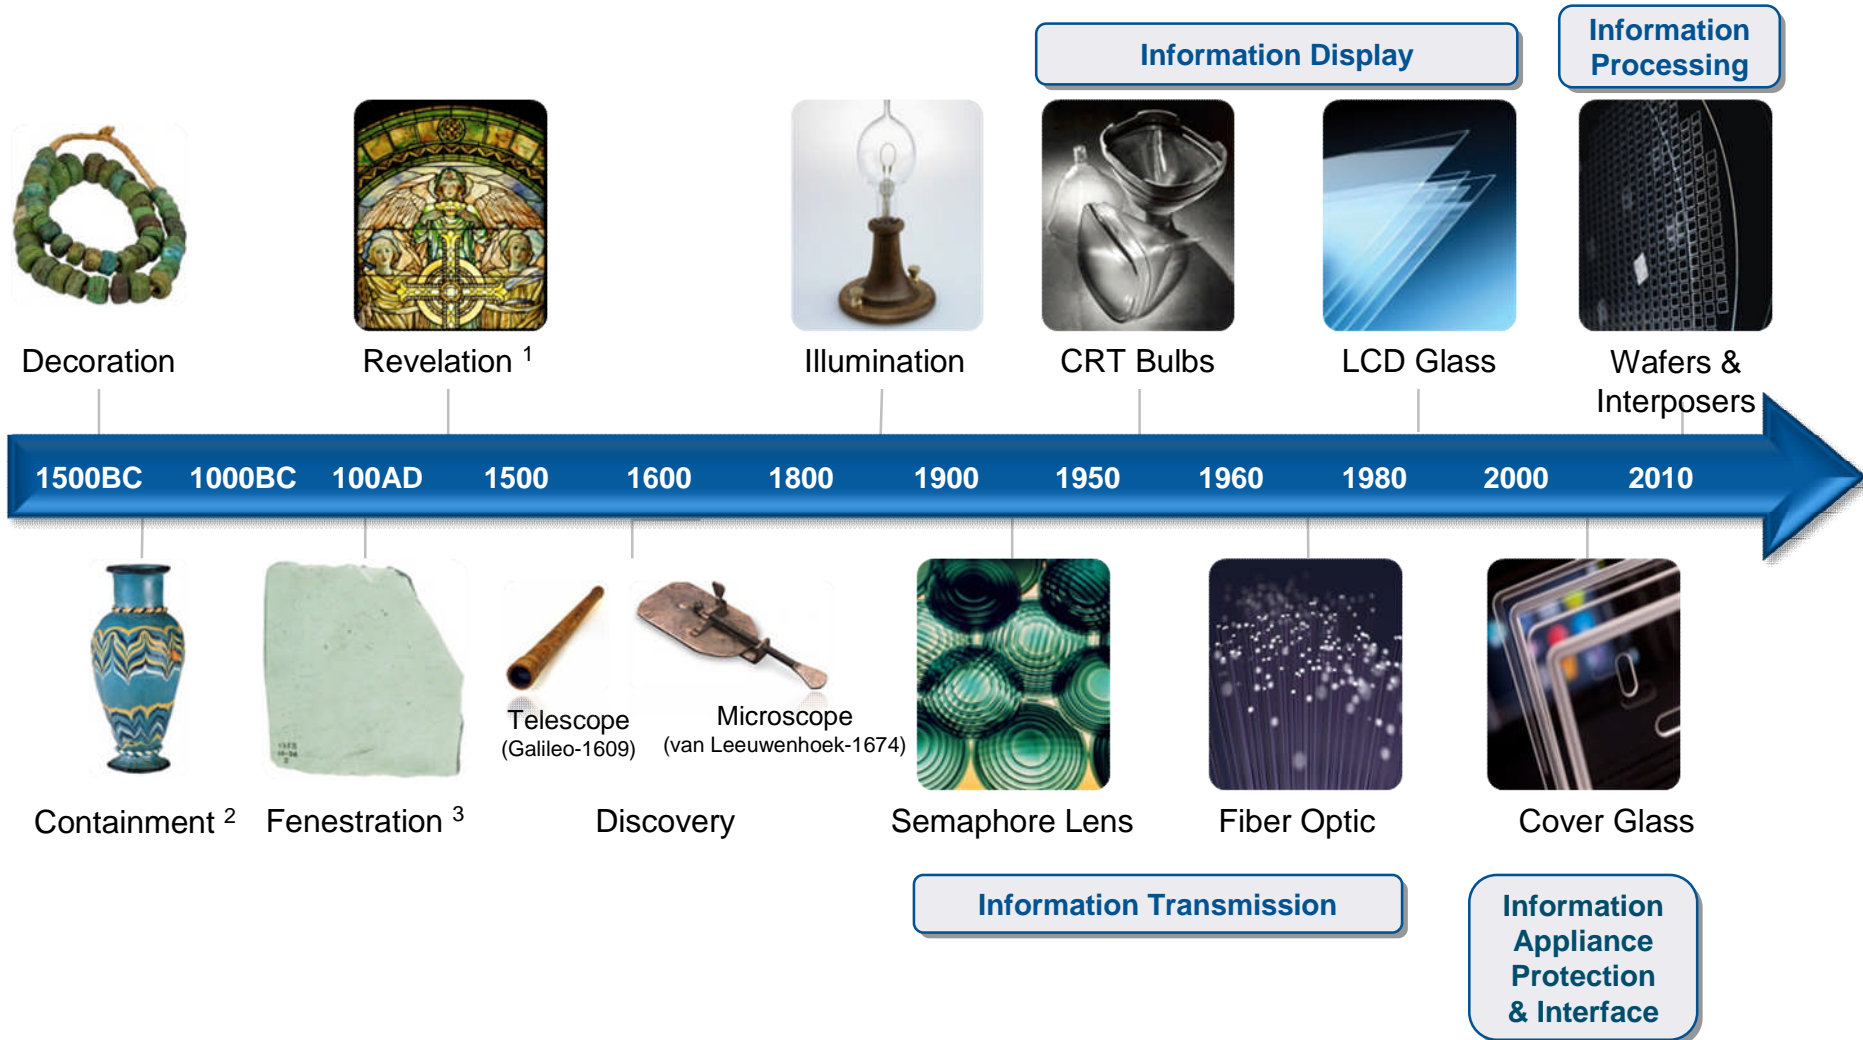 Information Display
Information
Processing
Decoration
Revelation 1
Illumination
CRT Bulbs
LCD Glass
Wafers &
Interposers
1500BC 1000BC 100AD 1500 1600 1800 1900 1950 1960 1980 2000 2010
Telescope
(Galileo-1609)
Microscope
(van Leeuwenhoek-1674)
Containment 2
Fenestration 3
Discovery
Semaphore Lens
Fiber Optic
Cover Glass
Information Transmission
Information
Appliance
Protection
& Interface